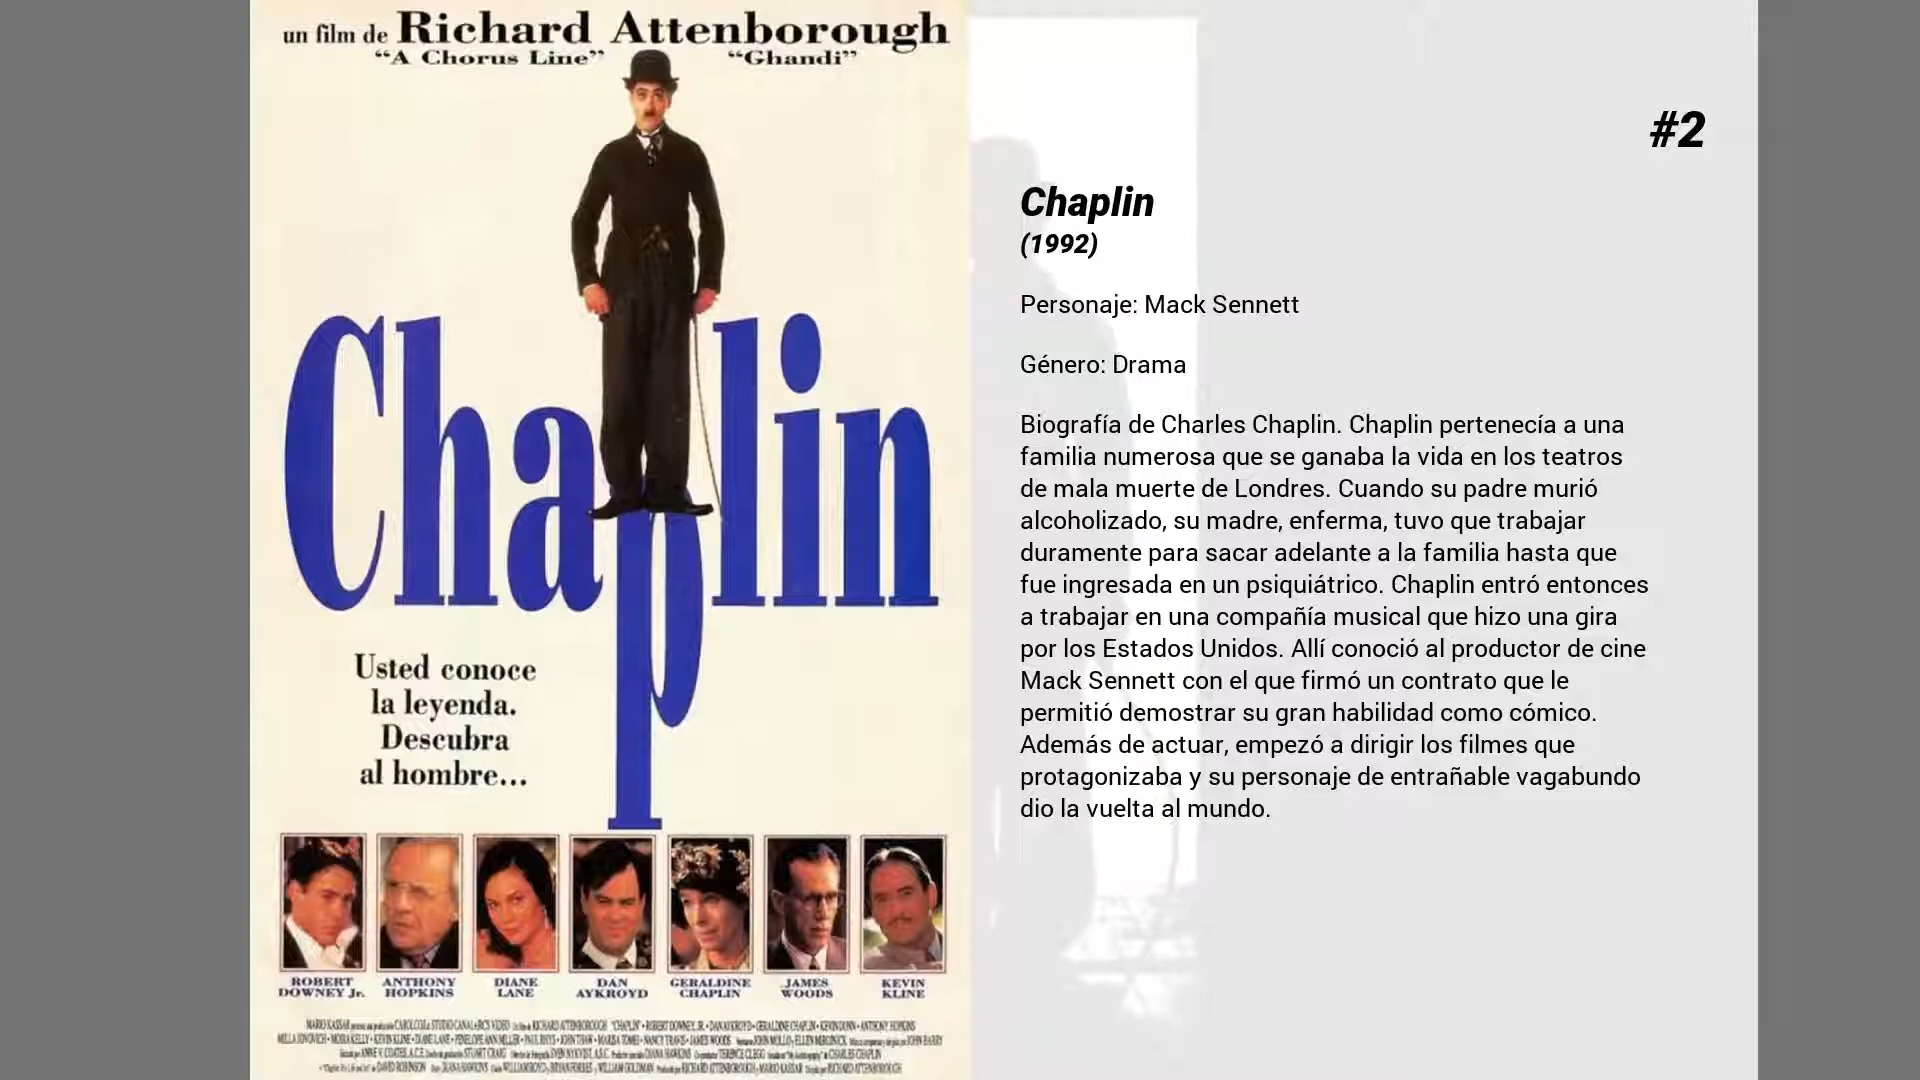 un film de Richard Attenborough
“A Chorus Line” “Ghandi”
Chaplin
Usted conoce
la leyenda.
Descubra
al hombre...
ROBERT DOWNEY Jr.
ANTHONY HOPKINS
DIANE LANE
DAN AYKROYD
GERALDINE CHAPLIN
JAMES WOODS
KEVIN KLINE
#2
Chaplin
(1992)
Personaje: Mack Sennett
Género: Drama
Biografía de Charles Chaplin. Chaplin pertenecía a una
familia numerosa que se ganaba la vida en los teatros
de mala muerte de Londres. Cuando su padre murió
alcoholizado, su madre, enferma, tuvo que trabajar
duramente para sacar adelante a la familia hasta que
fue ingresada en un psiquiátrico. Chaplin entró entonces
a trabajar en una compañía musical que hizo una gira
por los Estados Unidos. Allí conoció al productor de cine
Mack Sennett con el que firmó un contrato que le
permitió demostrar su gran habilidad como cómico.
Además de actuar, empezó a dirigir los filmes que
protagonizaba y su personaje de entrañable vagabundo
dio la vuelta al mundo.